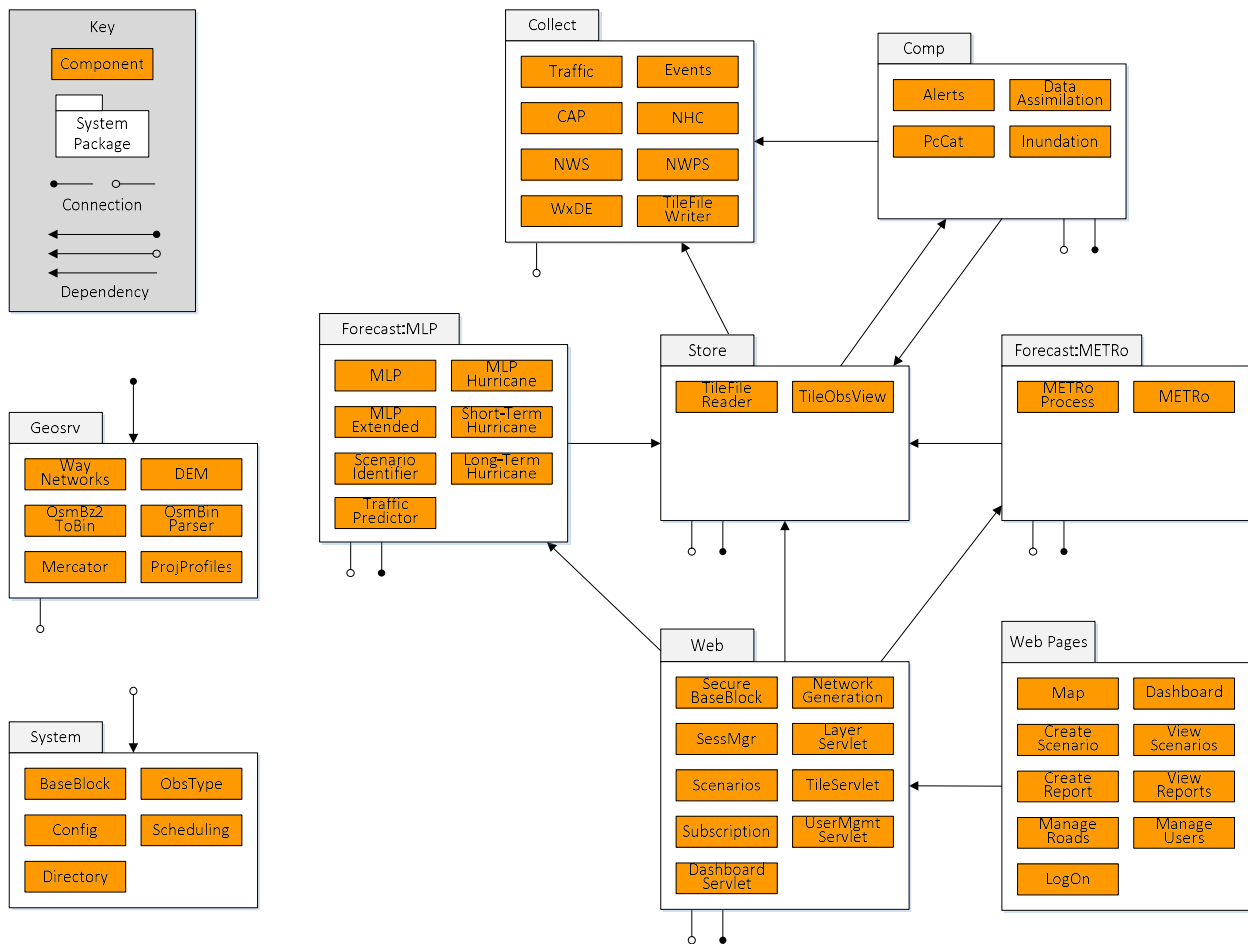 Key
Component
System
Package
Connection
Dependency
Collect
Traffic
Events
CAP
NHC
NWS
NWPS
WxDE
TileFile
Writer
Comp
Alerts
Data
Assimilation
PcCat
Inundation
Forecast:MLP
MLP
MLP
Hurricane
MLP
Extended
Short-Term
Hurricane
Scenario
Identifier
Long-Term
Hurricane
Traffic
Predictor
Store
TileFile
Reader
TileObsView
Forecast:METRo
METRo
Process
METRo
Geosrv
Way
Networks
DEM
OsmBz2
ToBin
OsmBin
Parser
Mercator
ProjProfiles
System
BaseBlock
ObsType
Config
Scheduling
Directory
Web
Secure
BaseBlock
Network
Generation
SessMgr
Layer
Servlet
Scenarios
TileServlet
Subscription
UserMgmt
Servlet
Dashboard
Servlet
Web Pages
Map
Dashboard
Create
Scenario
View
Scenarios
Create
Report
View
Reports
Manage
Roads
Manage
Users
LogOn